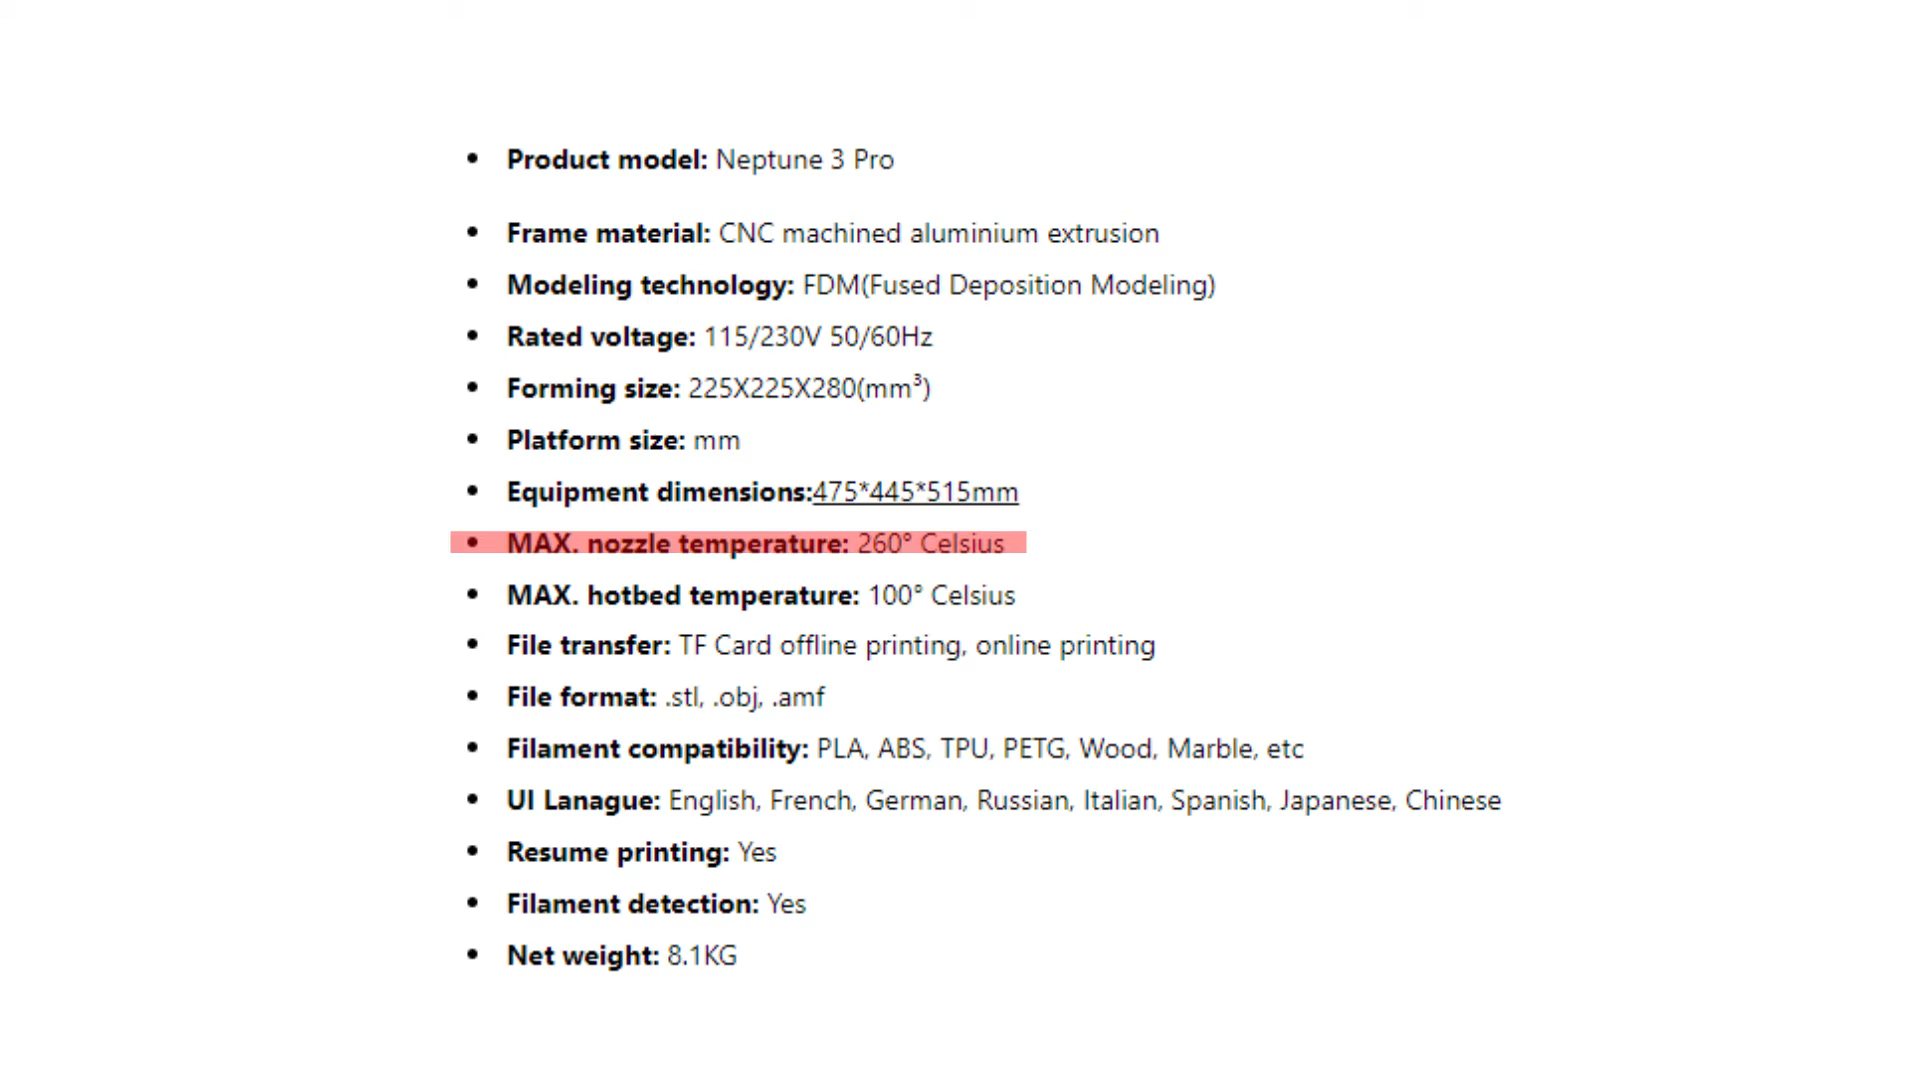 • Product model: Neptune 3 Pro
• Frame material: CNC machined aluminium extrusion
• Modeling technology: FDM(Fused Deposition Modeling)
• Rated voltage: 115/230V 50/60Hz
• Forming size: 225X225X280(mm³)
• Platform size: mm
• Equipment dimensions:475*445*515mm
• MAX. nozzle temperature: 260° Celsius
• MAX. hotbed temperature: 100° Celsius
• File transfer: TF Card offline printing, online printing
• File format: .stl, .obj, .amf
• Filament compatibility: PLA, ABS, TPU, PETG, Wood, Marble, etc
• UI Lanague: English, French, German, Russian, Italian, Spanish, Japanese, Chinese
• Resume printing: Yes
• Filament detection: Yes
• Net weight: 8.1KG